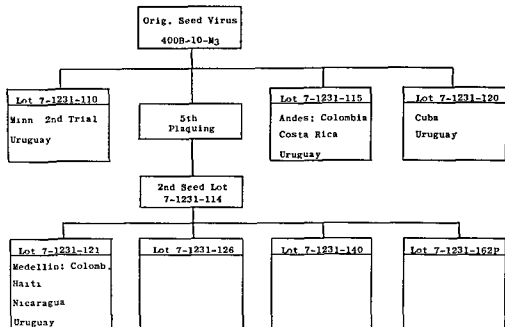 Orig. Seed Virus
400B-10-M3
Lot 7-1231-110
Minn 2nd Trial
Uruguay
5th
Plaquing
Lot 7-1231-115
Andes; Colombia
Costa Rica
Uruguay
Lot 7-1231-120
Cuba
Uruguay
2nd Seed Lot
7-1231-114
Lot 7-1231-121
Medellin; Colomb.
Haiti
Nicaragua
Uruguay
Lot 7-1231-126
Lot 7-1231-140
Lot 7-1231-162P